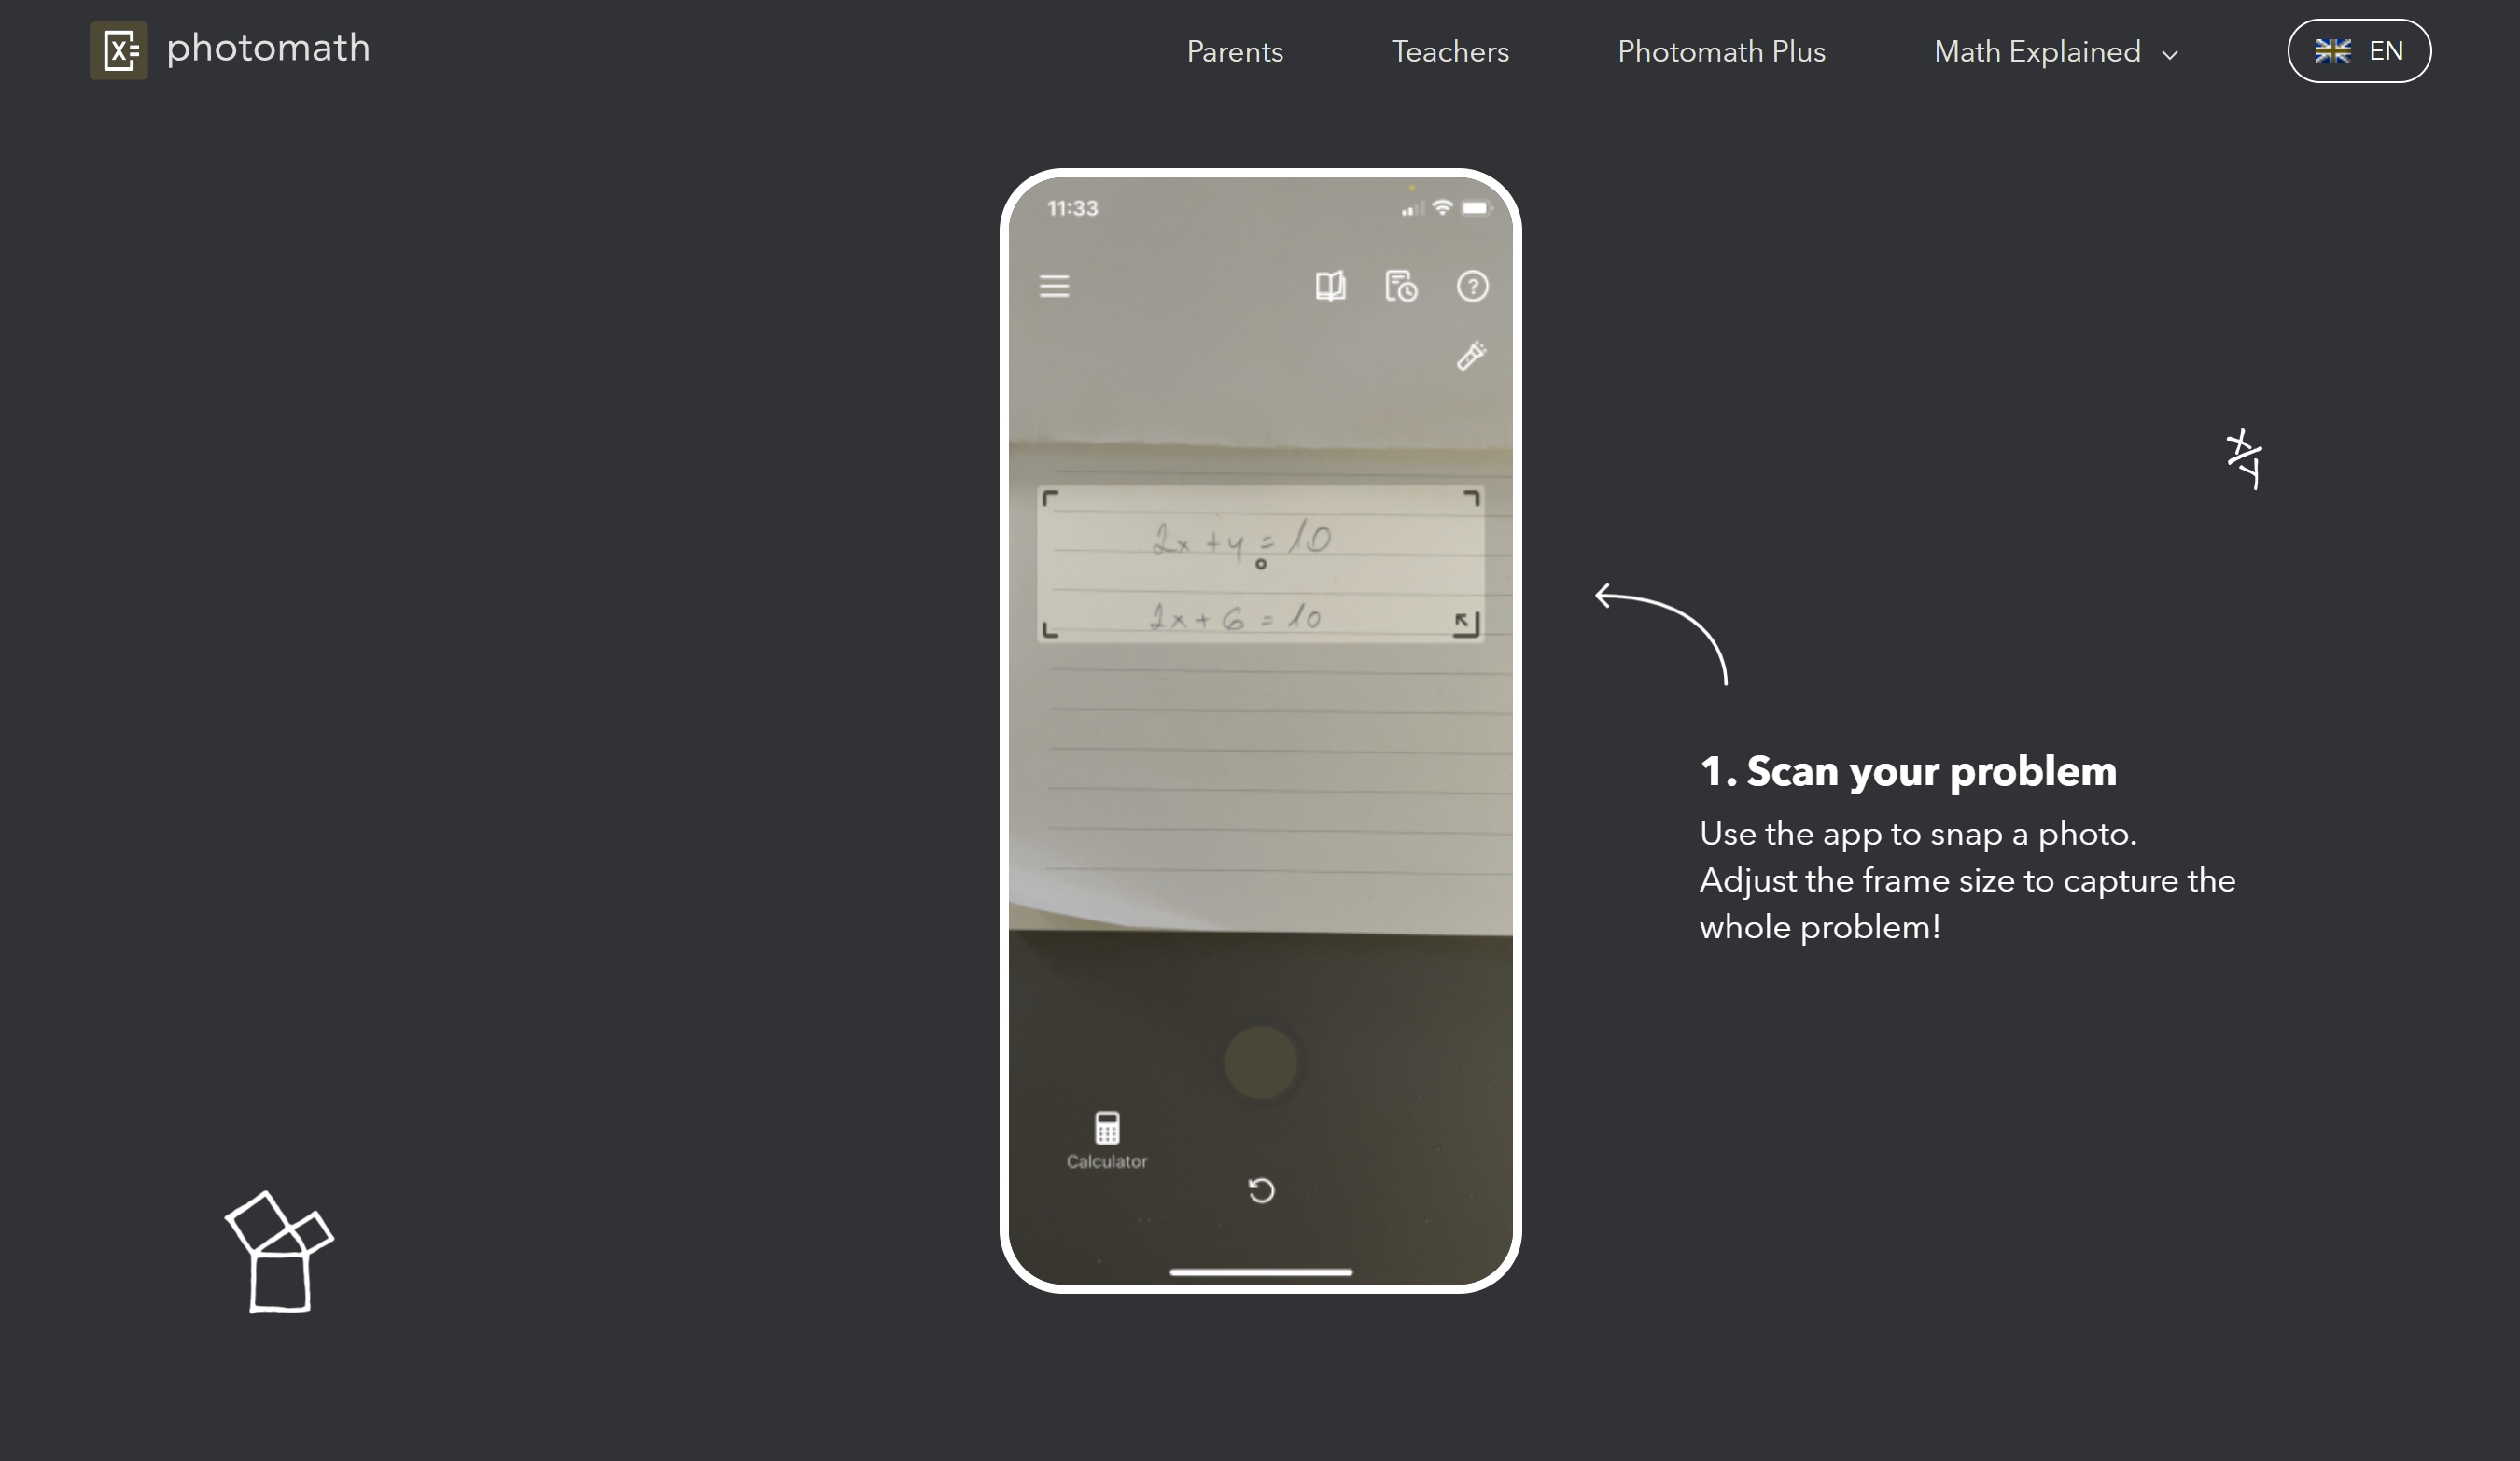 photomath
Parents
Teachers
Photomath Plus
Math Explained
EN
11:33
2x + y = 10
2x + 6 = 10
1. Scan your problem
Use the app to snap a photo.
Adjust the frame size to capture the
whole problem!
Calculator